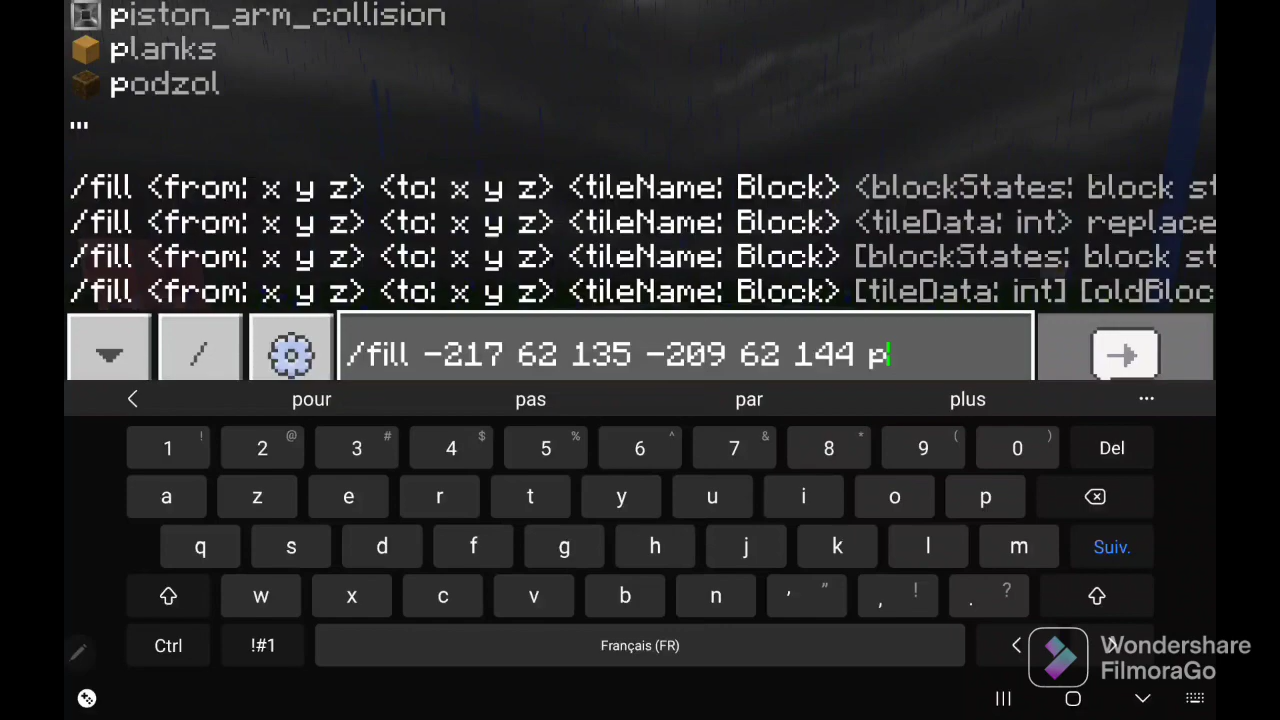 piston_arm_collision
planks
podzol
...
/fill <from: x y z> <to: x y z> <tileName: Block> <blockStates: block st
/fill <from: x y z> <to: x y z> <tileName: Block> <tileData: int> replace
/fill <from: x y z> <to: x y z> <tileName: Block> [blockStates: block st
/fill <from: x y z> <to: x y z> <tileName: Block> [tileData: int] [oldBloc
/ /fill -217 62 135 -209 62 144 p
pour pas par plus ...
1 ! 2 @ 3 # 4 $ 5 % 6 ^ 7 & 8 * 9 ( 0 ) Del
a z e r t y u i o p
q s d f g h j k l m Suiv.
w x c v b n ' " , ! . ?
Ctrl !#1 Français (FR) <
Wondershare
FilmoraGo